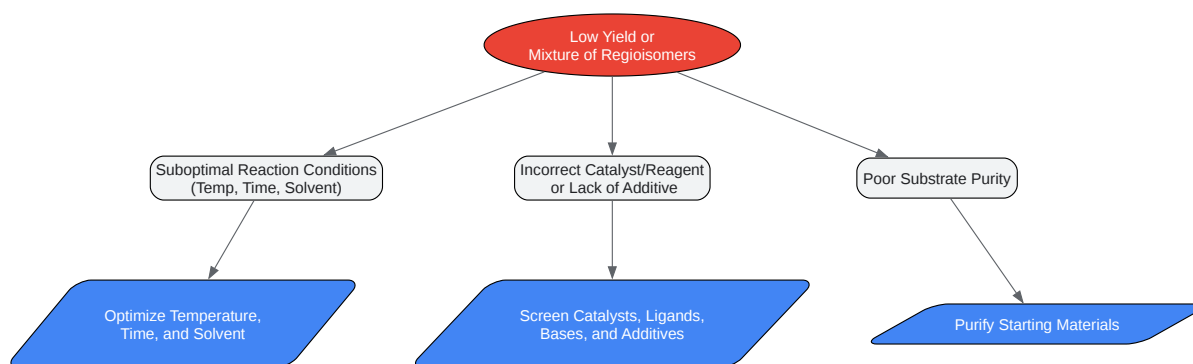 Low Yield or
Mixture of Regioisomers
Suboptimal Reaction Conditions
(Temp, Time, Solvent)
Incorrect Catalyst/Reagent
or Lack of Additive
Poor Substrate Purity
Optimize Temperature,
Time, and Solvent
Screen Catalysts, Ligands,
Bases, and Additives
Purify Starting Materials